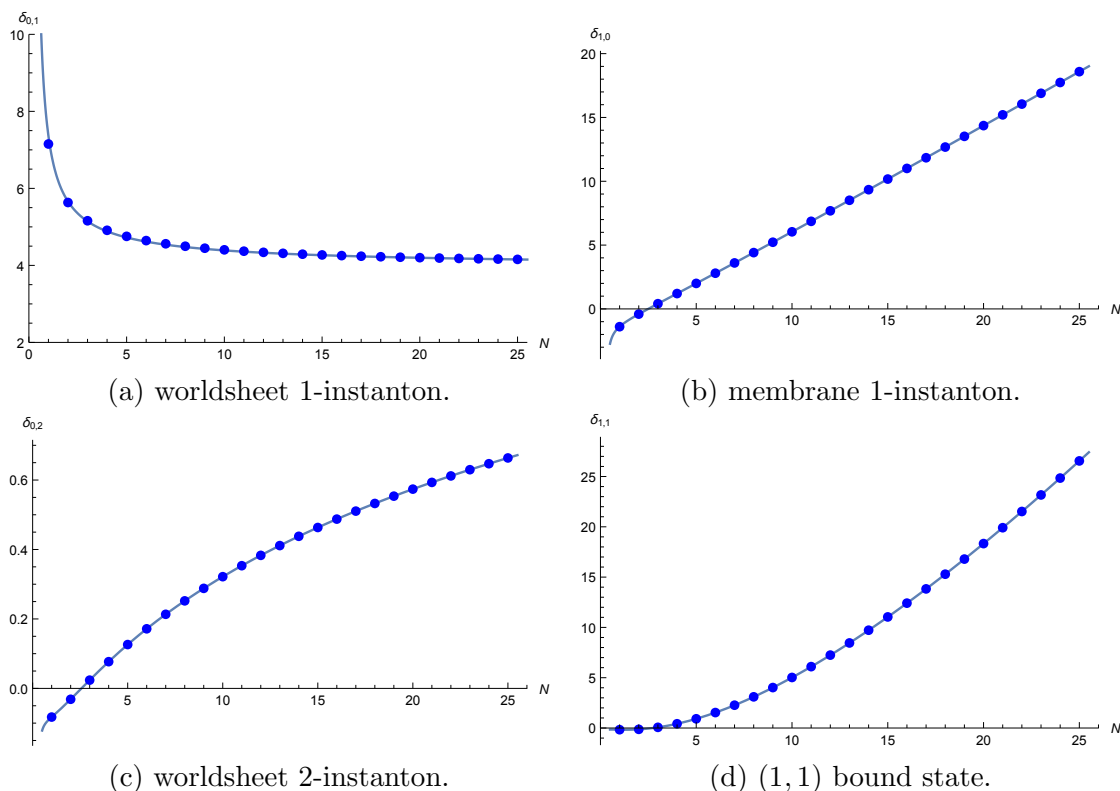 δ0,1
10
8
6
4
2
0 5 10 15 20 25 N
(a) worldsheet 1-instanton.
δ1,0
20
15
10
5
0
5 10 15 20 25 N
(b) membrane 1-instanton.
δ0,2
0.6
0.4
0.2
0.0
5 10 15 20 25 N
(c) worldsheet 2-instanton.
δ1,1
25
20
15
10
5
0
5 10 15 20 25 N
(d) (1, 1) bound state.